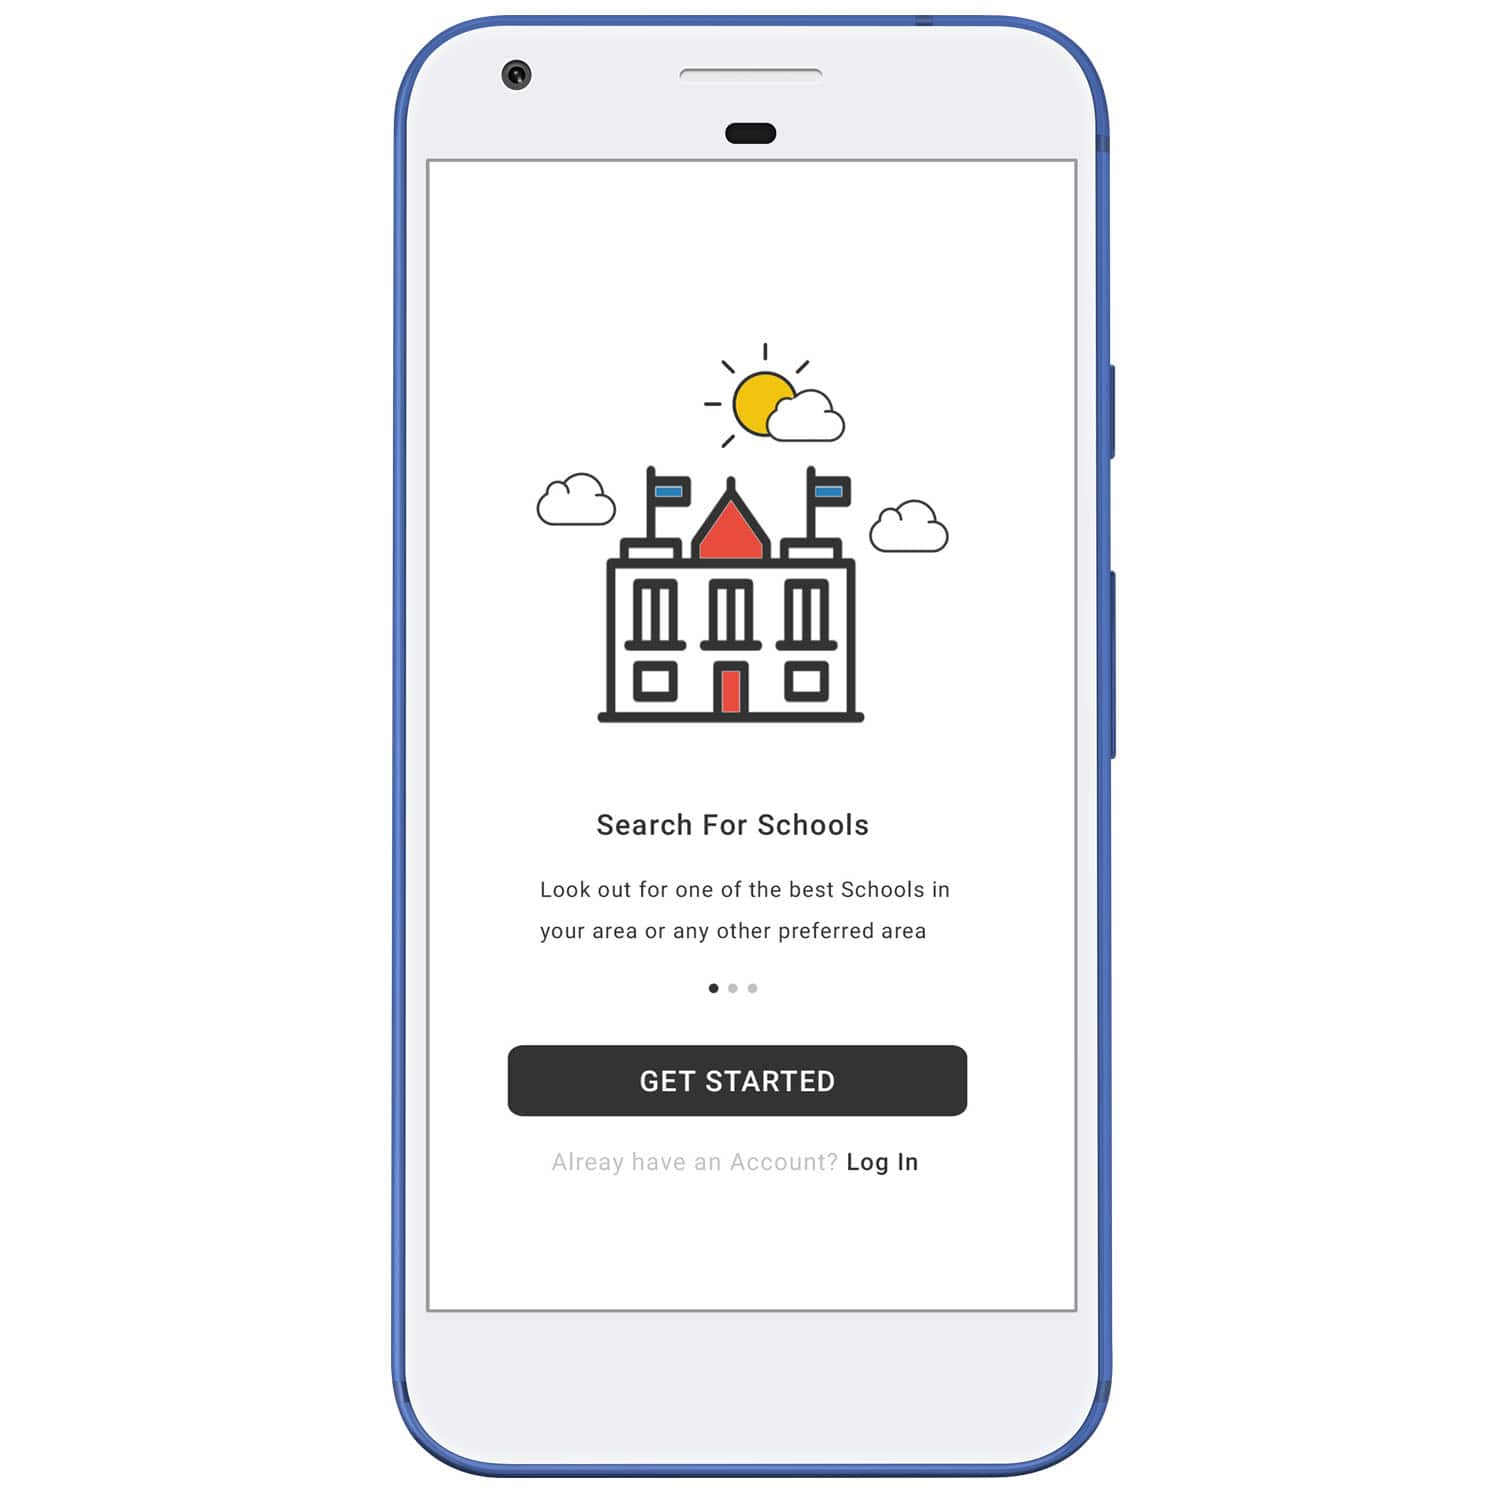 Search For Schools
Look out for one of the best Schools in
your area or any other preferred area
GET STARTED
Alreay have an Account? Log In